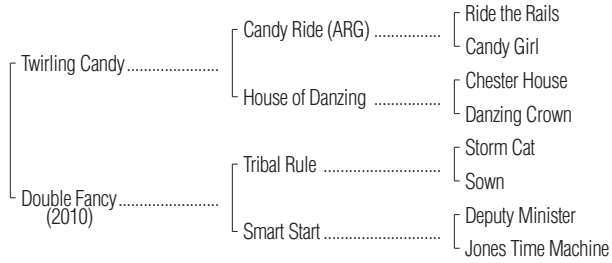 Ride the Rails
Candy Ride (ARG) ................
Candy Girl
Twirling Candy ......................
Chester House
House of Danzing ................
Danzing Crown
Storm Cat
Tribal Rule ............................
Sown
Double Fancy ........................
(2010)
Deputy Minister
Smart Start ............................
Jones Time Machine